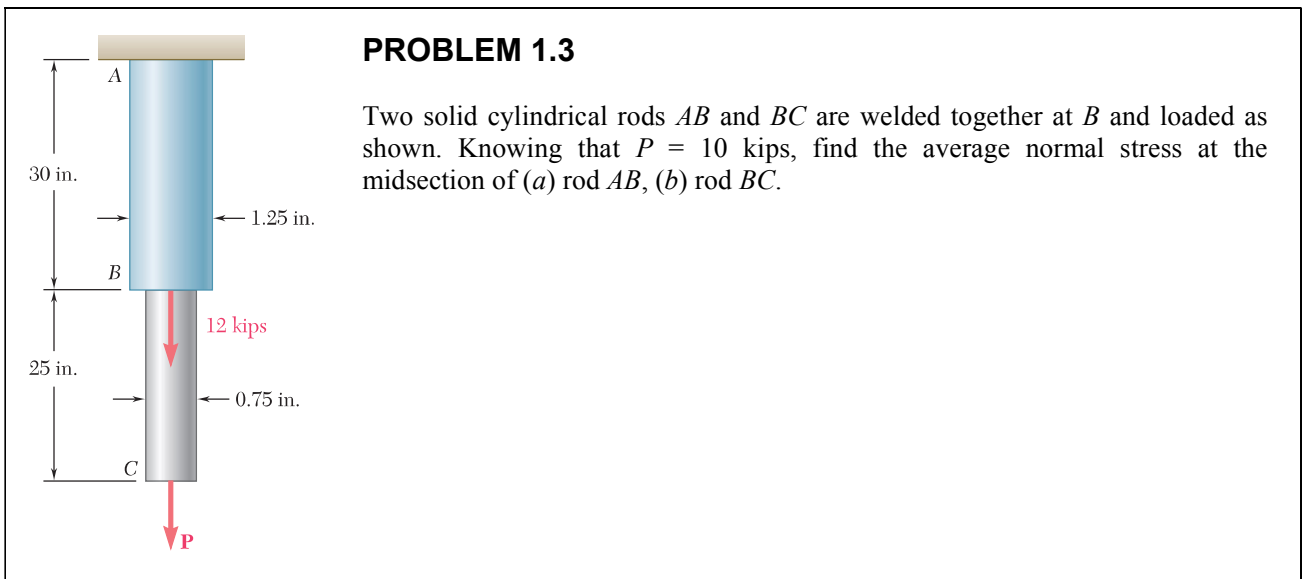 PROBLEM 1.3
Two solid cylindrical rods AB and BC are welded together at B and loaded as
shown. Knowing that P = 10 kips, find the average normal stress at the
midsection of (a) rod AB, (b) rod BC.
A
30 in.
1.25 in.
B
12 kips
25 in.
0.75 in.
C
P